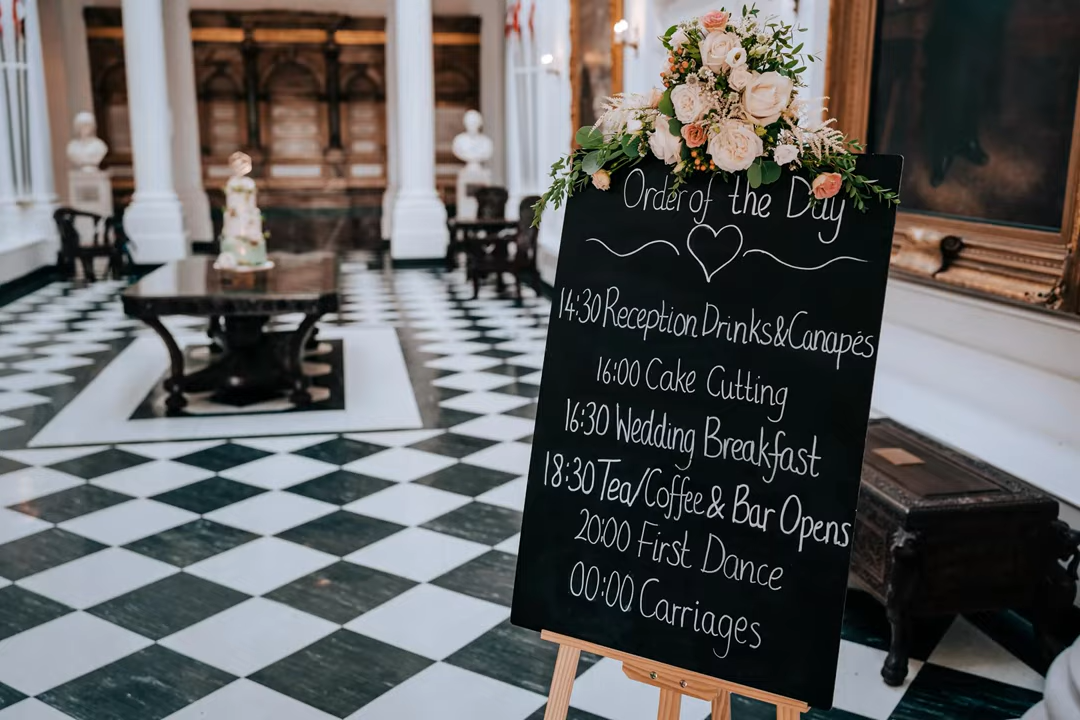 Order of the Day
14:30 Reception Drinks & Canapés
16:00 Cake Cutting
16:30 Wedding Breakfast
18:30 Tea/Coffee & Bar Opens
20:00 First Dance
00:00 Carriages